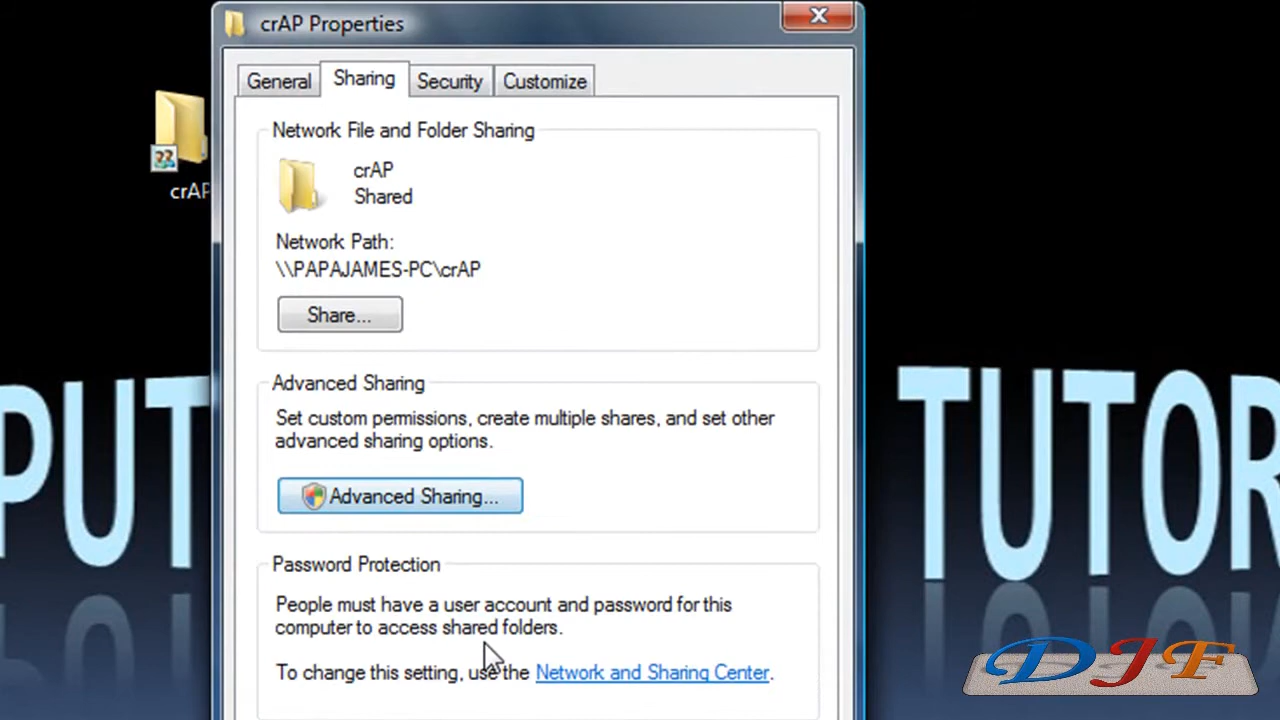 crAP Properties
General
Sharing
Security
Customize
Network File and Folder Sharing
crAP
Shared
crAP
Network Path:
\\PAPAJAMES-PC\crAP
Share...
Advanced Sharing
Set custom permissions, create multiple shares, and set other
advanced sharing options.
PUT
TUTOR
Advanced Sharing...
Password Protection
People must have a user account and password for this
computer to access shared folders.
To change this setting, use the Network and Sharing Center.
DJF